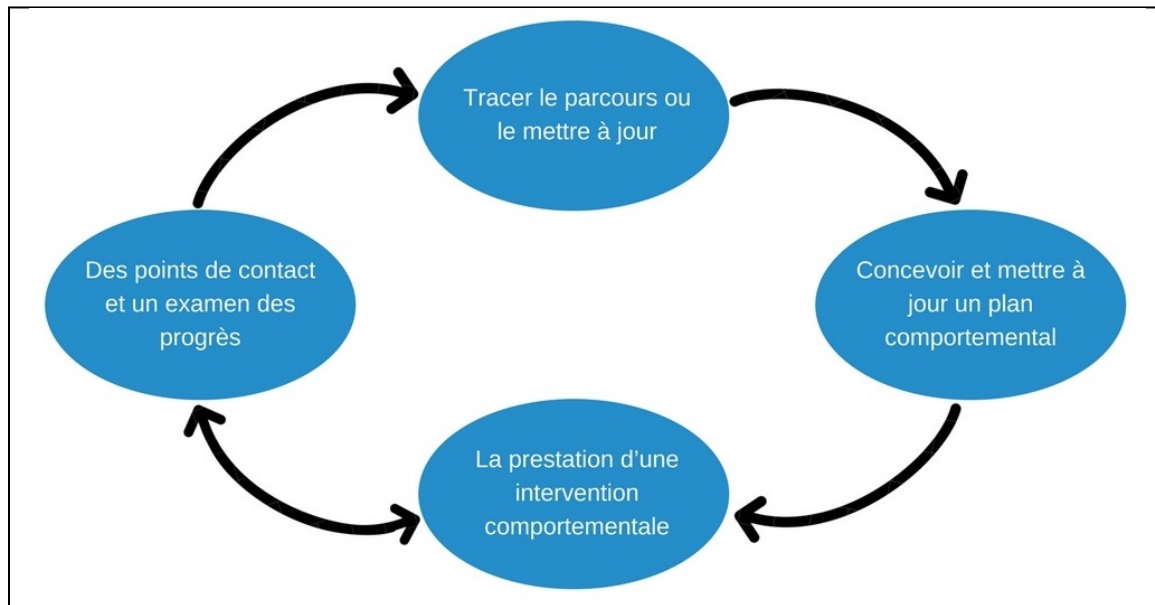 Tracer le parcours ou
le mettre à jour
Des points de contact
et un examen des
progrès
Concevoir et mettre à
jour un plan
comportemental
La prestation d’une
intervention
comportementale